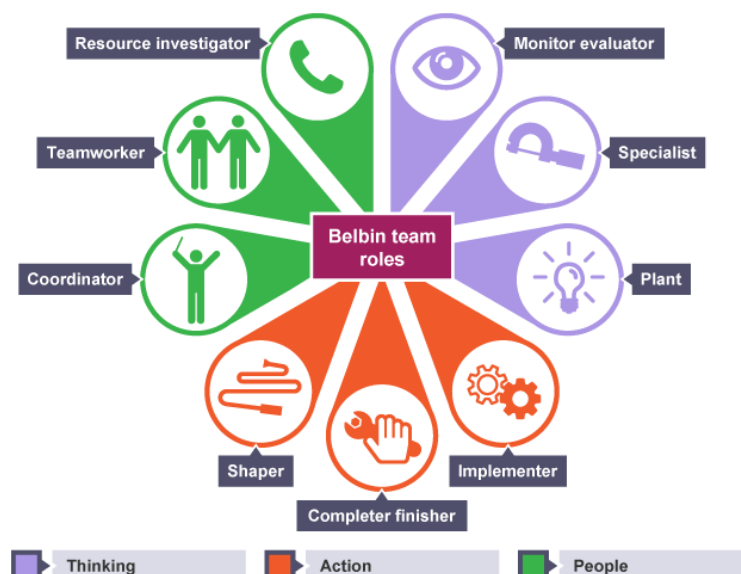 Resource investigator
Monitor evaluator
Teamworker
Specialist
Belbin team
roles
Coordinator
Plant
Shaper
Implementer
Completer finisher
Thinking
Action
People